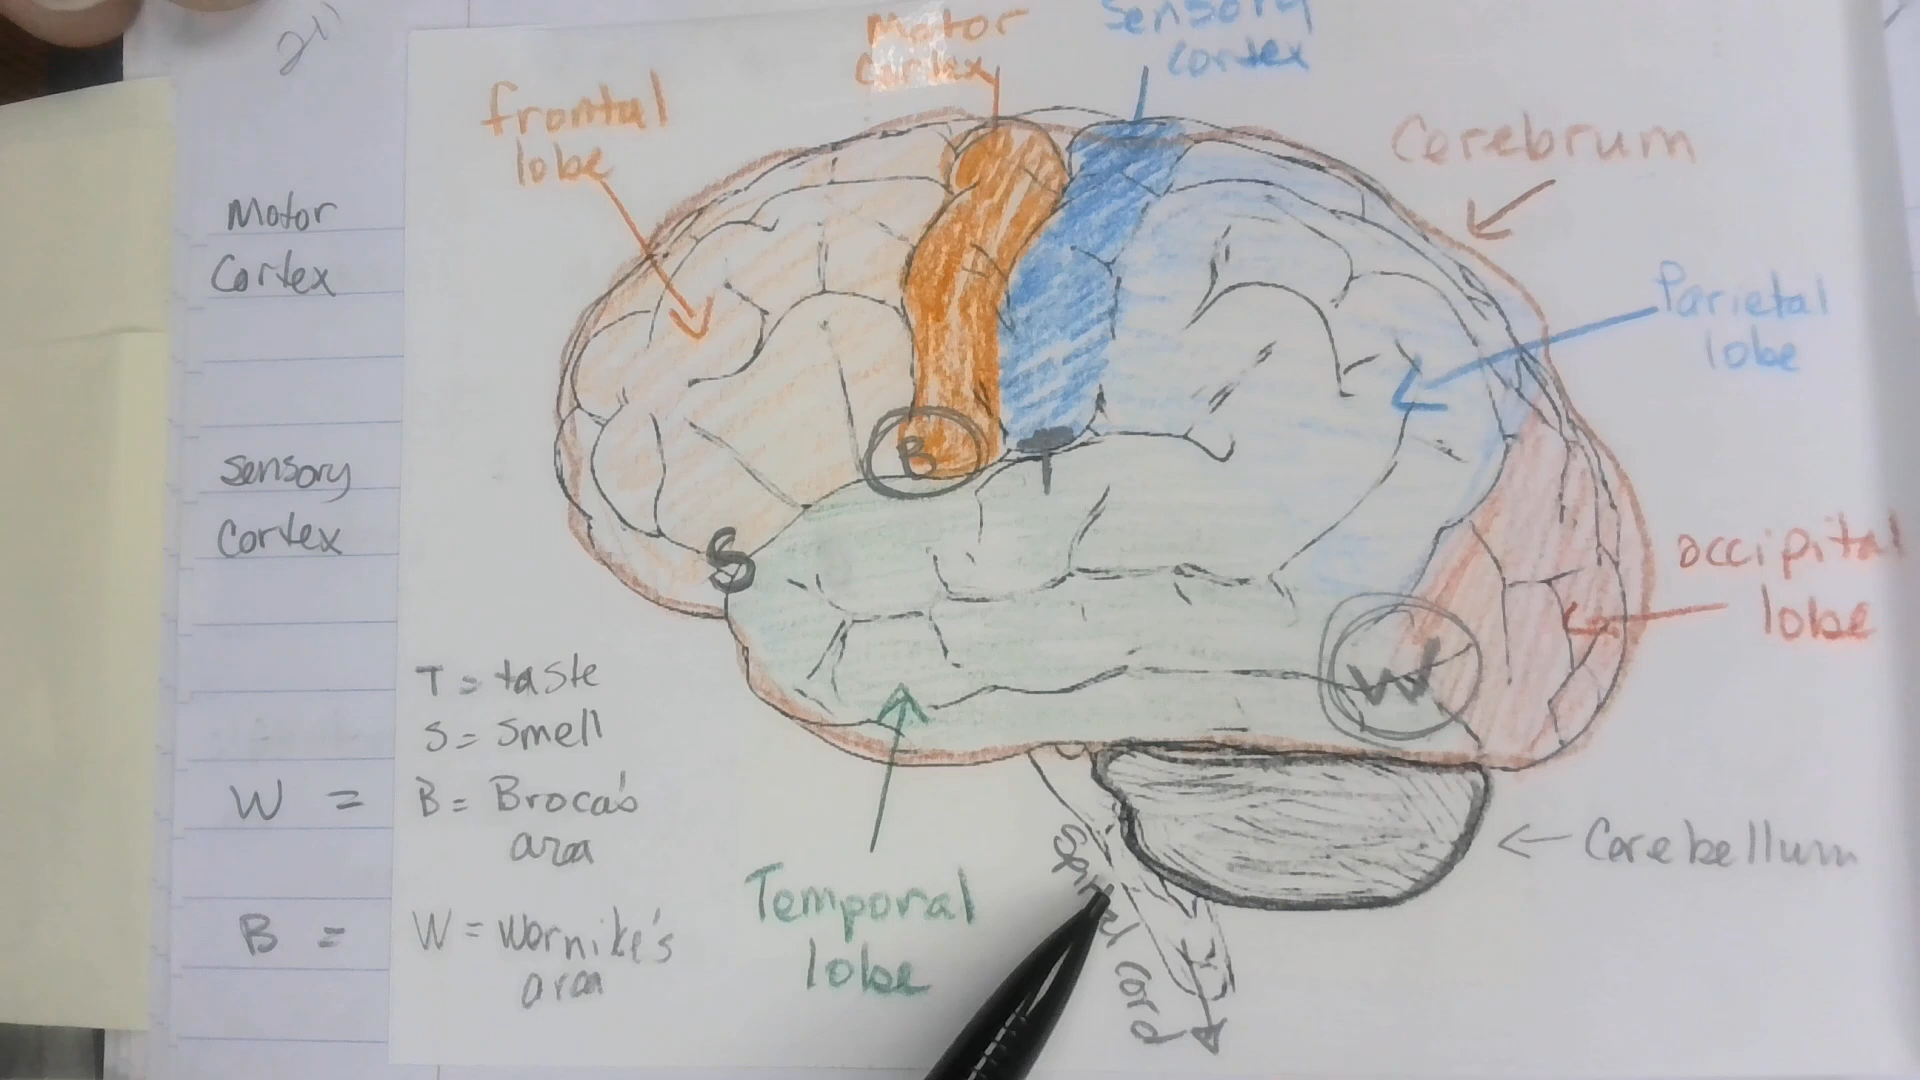 Motor
Cortex
sensory
cortex
frontal
lobe
Cerebrum
Motor
Cortex
Parietal
lobe
sensory
Cortex
occipital
lobe
T = taste
S = smell
W =
B = Broca's
area
B =
W = Wernike's
area
B
T
S
W
Cerebellum
Temporal
lobe
Spinal Cord